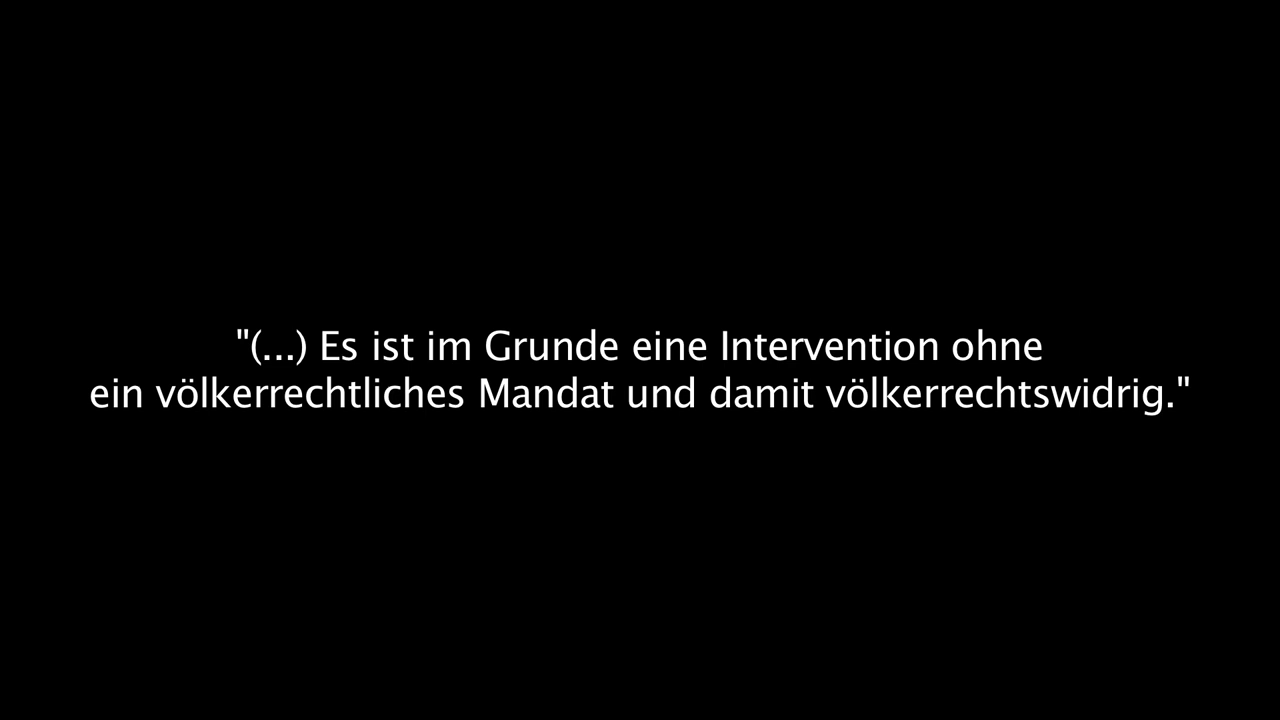 "(...) Es ist im Grunde eine Intervention ohne
ein völkerrechtliches Mandat und damit völkerrechtswidrig."